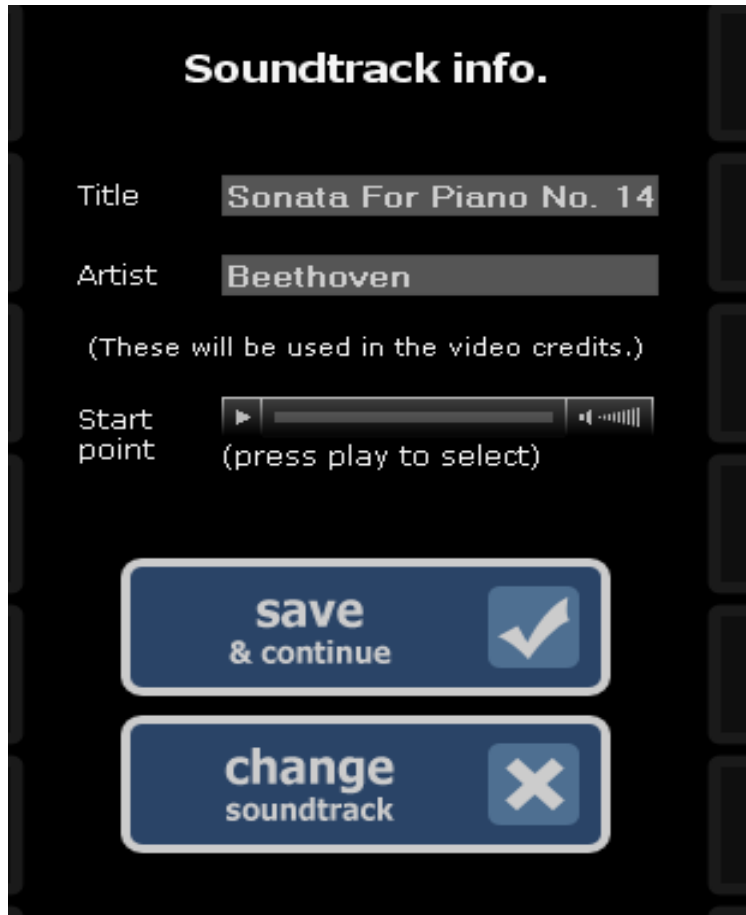 Soundtrack info.
Title Sonata For Piano No. 14
Artist Beethoven
(These will be used in the video credits.)
Start
point
(press play to select)
save
& continue
change
soundtrack